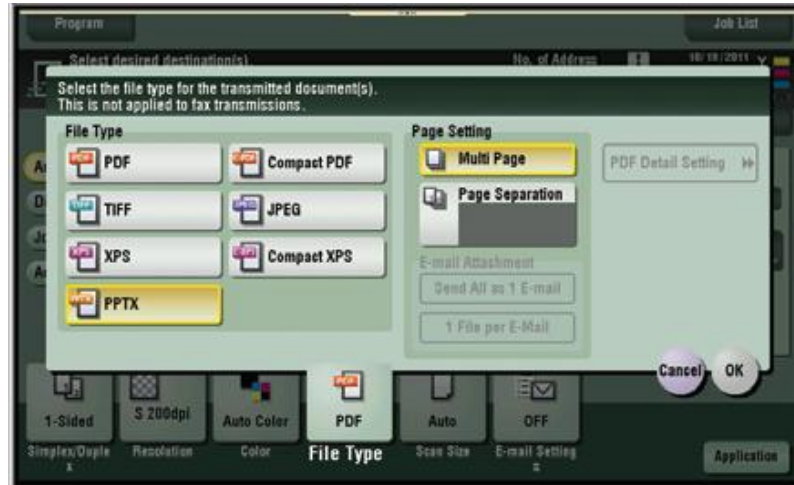 Program
Job List
Select desired destination(s)
No. of Address
10/19/2011
Select the file type for the transmitted document(s).
This is not applied to fax transmissions.
File Type
Page Setting
PDF
Compact PDF
Multi Page
PDF Detail Setting
TIFF
JPEG
Page Separation
XPS
Compact XPS
E-mail Attachment
Send All as 1 E-mail
PPTX
1 File per E-Mail
Cancel
OK
1-Sided
S 200dpi
Auto Color
PDF
Auto
OFF
Simplex/Duple
x
Resolution
Color
File Type
Scan Size
E-mail Setting
s
Application